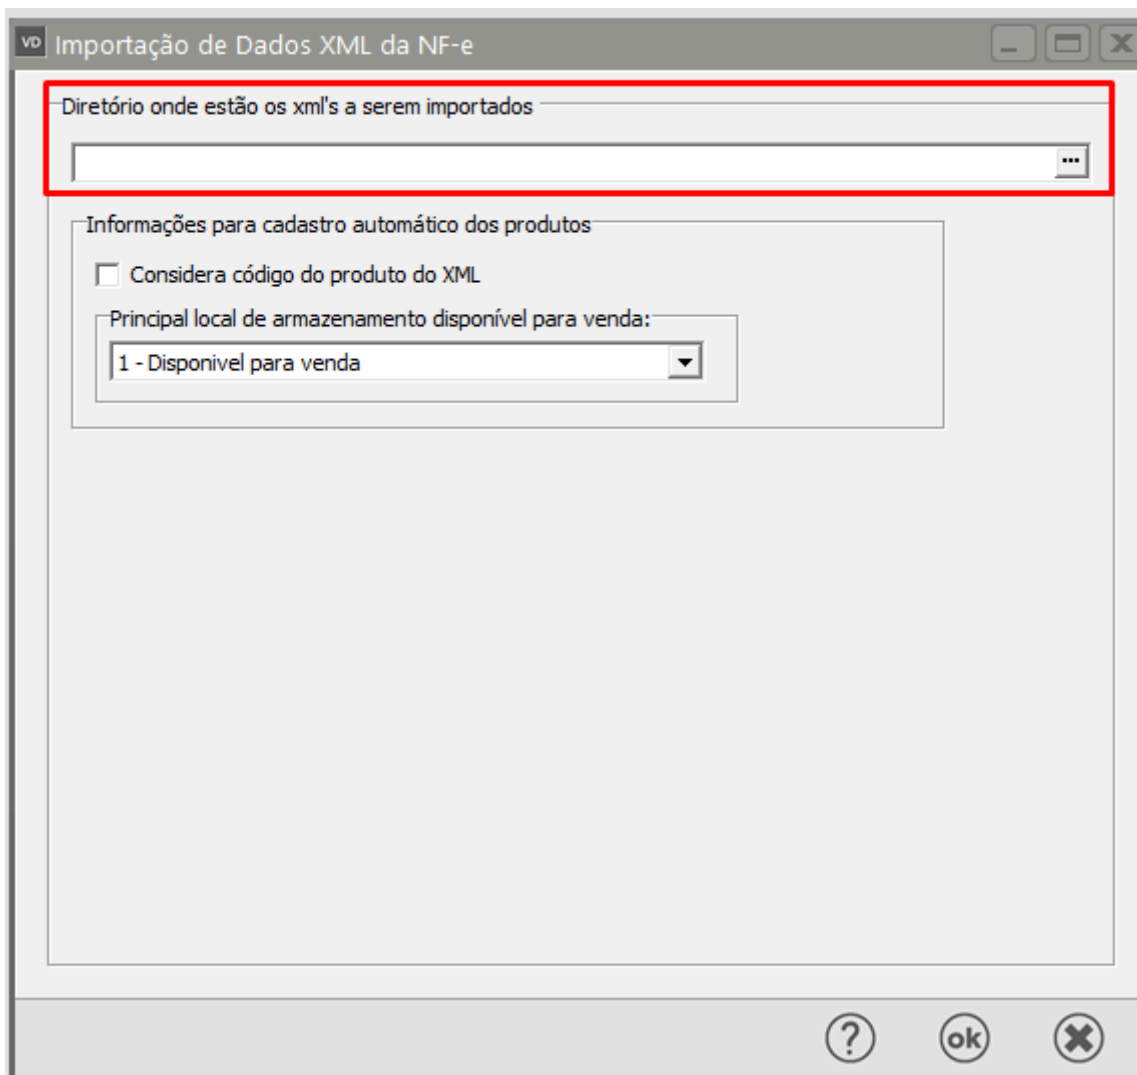 VD Importação de Dados XML da NF-e
Diretório onde estão os xml's a serem importados
...
Informações para cadastro automático dos produtos
Considera código do produto do XML
Principal local de armazenamento disponível para venda:
1 - Disponivel para venda
? ok